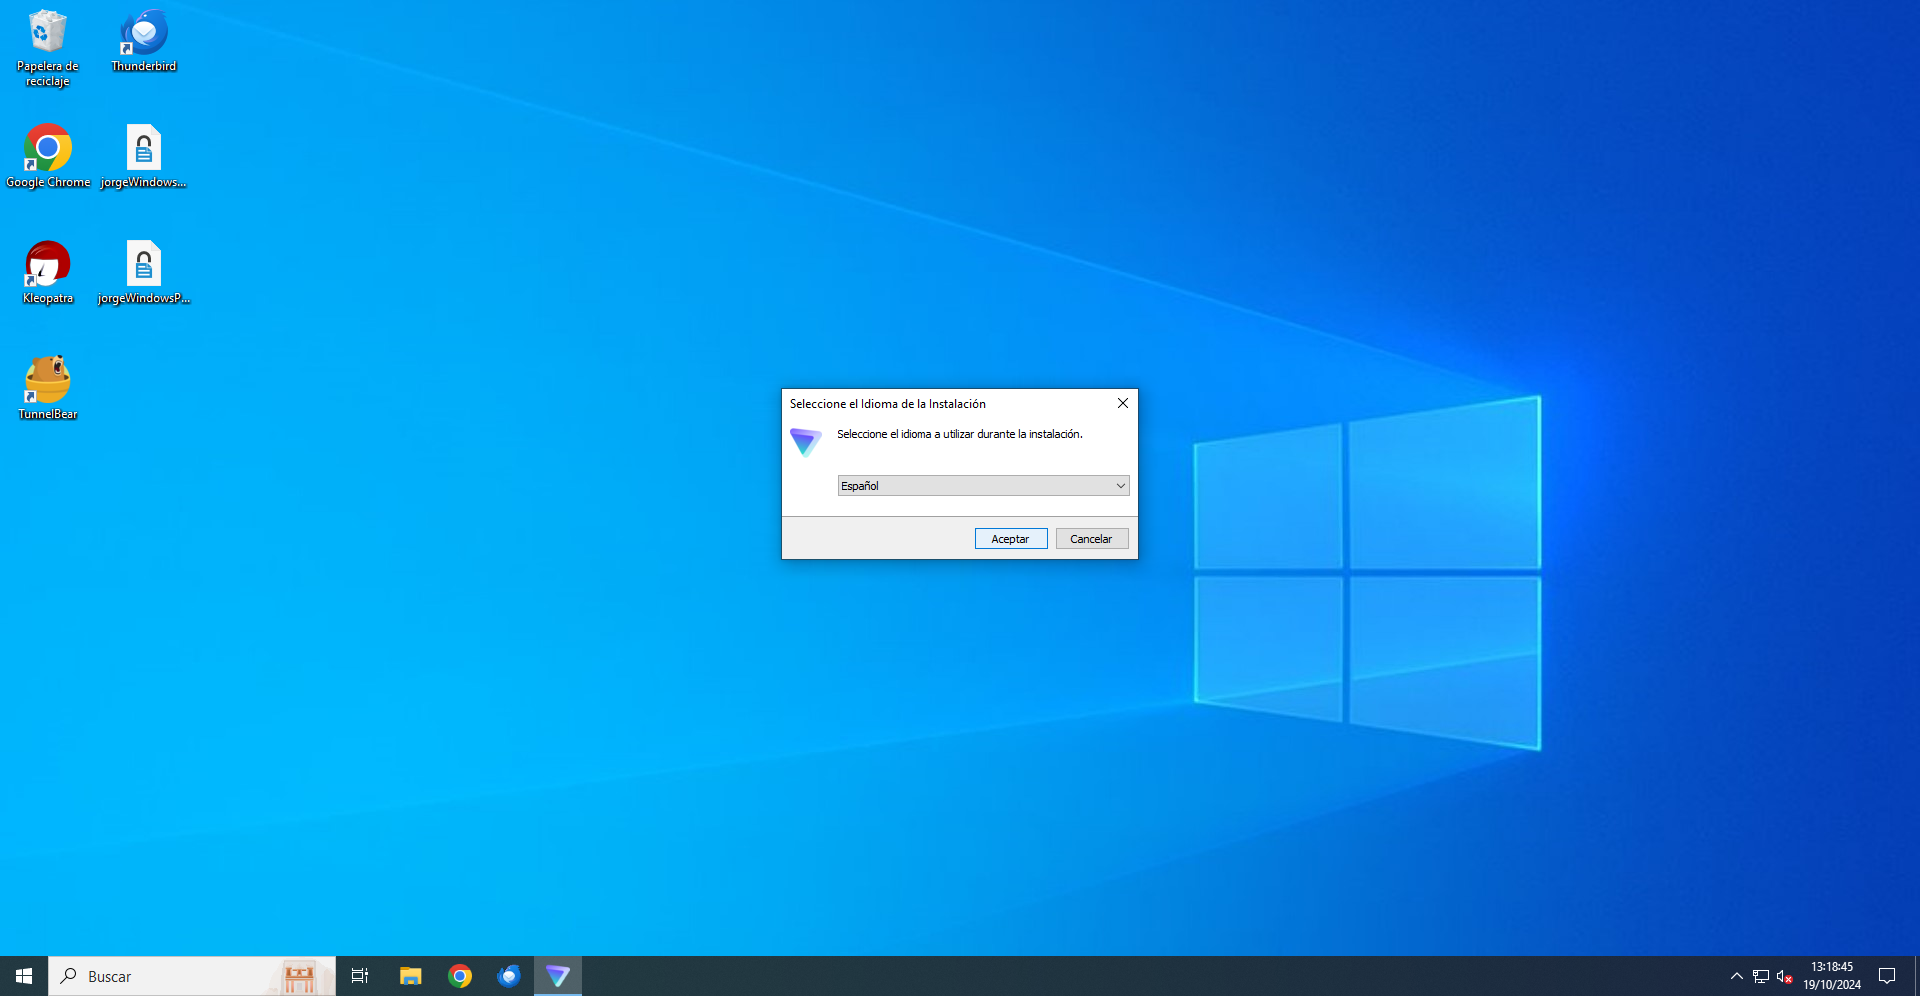 Papelera de
reciclaje
Thunderbird
Google Chrome
jorgeWindows...
Kleopatra
jorgeWindowsP...
TunnelBear
Seleccione el Idioma de la Instalación
Seleccione el idioma a utilizar durante la instalación.
Español
Aceptar
Cancelar
Buscar
13:18:45
19/10/2024